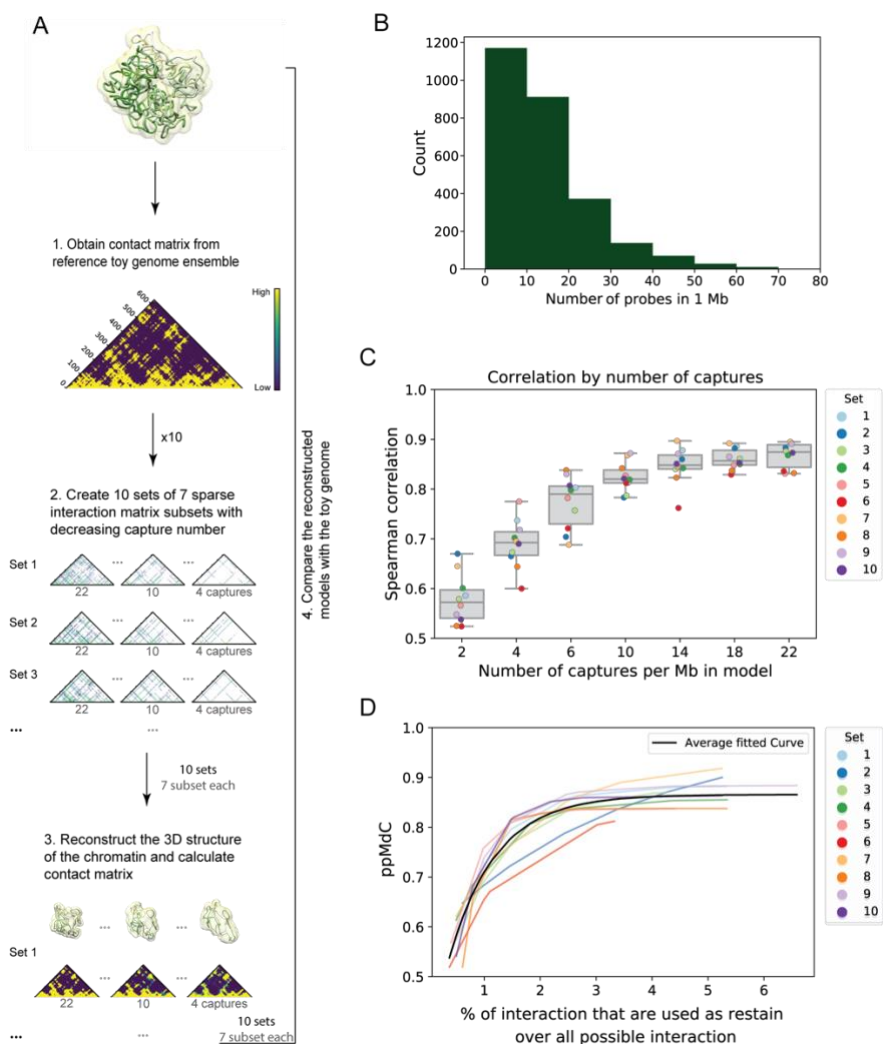 A
1. Obtain contact matrix from
reference toy genome ensemble
High
Low
600
500
400
300
200
100
0
x10
2. Create 10 sets of 7 sparse
interaction matrix subsets with
decreasing capture number
Set 1
...
...
22
10
4 captures
Set 2
...
...
22
10
4 captures
Set 3
...
...
22
10
4 captures
...
...
10 sets
7 subset each
3. Reconstruct the 3D structure
of the chromatin and calculate
contact matrix
...
...
Set 1
...
...
22
10
4 captures
10 sets
...
...
7 subset each
4. Compare the reconstructed
models with the toy genome
B
1200
1000
800
600
400
200
0
Count
0 10 20 30 40 50 60 70 80
Number of probes in 1 Mb
C
Correlation by number of captures
1.0
0.9
0.8
0.7
0.6
0.5
Spearman correlation
2 4 6 10 14 18 22
Number of captures per Mb in model
Set
1
2
3
4
5
6
7
8
9
10
D
1.0
0.9
0.8
0.7
0.6
0.5
ppMdC
Average fitted Curve
1 2 3 4 5 6
% of interaction that are used as restrain
over all possible interaction
Set
1
2
3
4
5
6
7
8
9
10